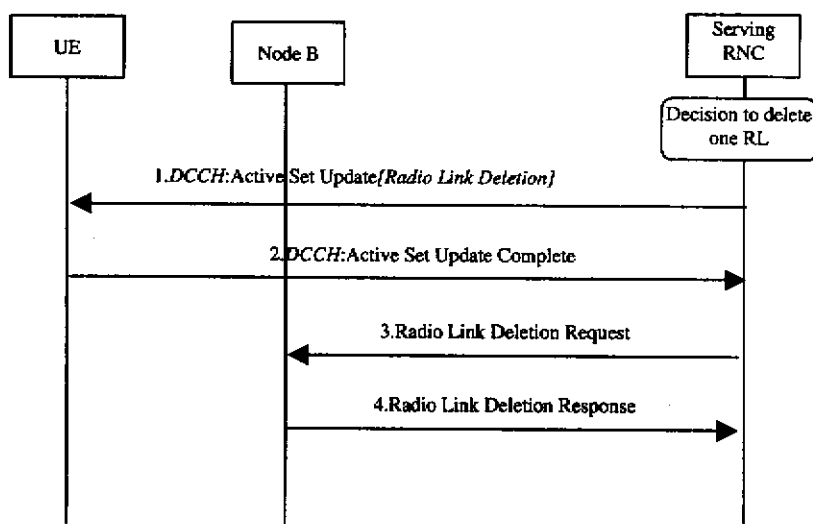 UE
Node B
Serving
RNC
Decision to delete
one RL
1.DCCH:Active Set Update[Radio Link Deletion]
2.DCCH:Active Set Update Complete
3.Radio Link Deletion Request
4.Radio Link Deletion Response